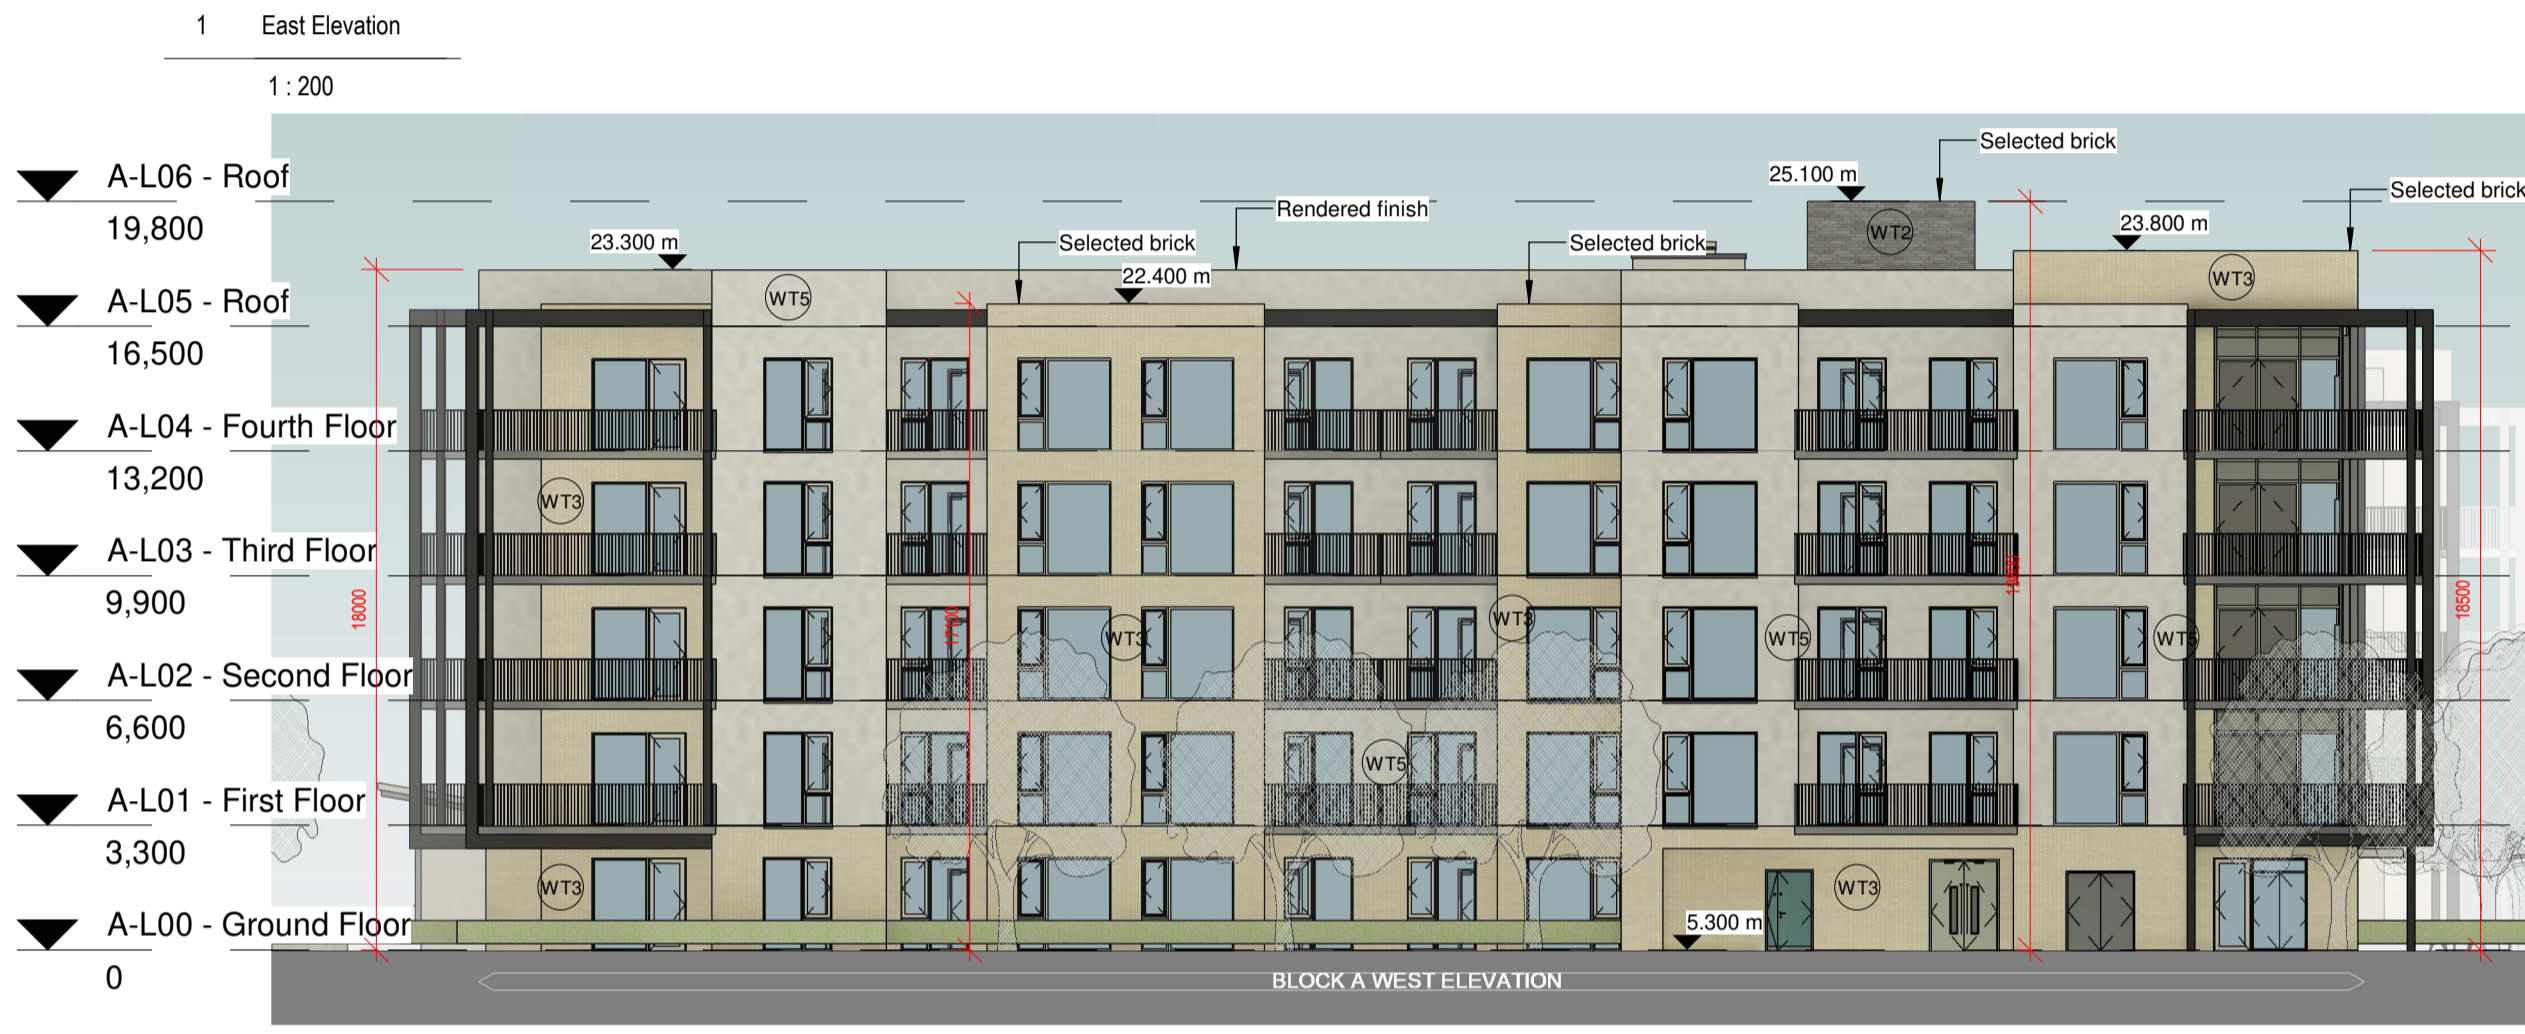 1 East Elevation
1 : 200
Selected brick
25.100 m
A-L06 - Roof
Selected brick
19,800
Rendered finish
WT2
23.800 m
23.300 m
Selected brick
Selected brick
22.400 m
WT3
A-L05 - Roof
WT5
16,500
A-L04 - Fourth Floor
13,200
WT3
A-L03 - Third Floor
9,900
18000
17100
19800
18500
WT3
WT3
WT5
WT5
A-L02 - Second Floor
6,600
WT5
A-L01 - First Floor
3,300
WT3
WT3
A-L00 - Ground Floor
5.300 m
0
BLOCK A WEST ELEVATION